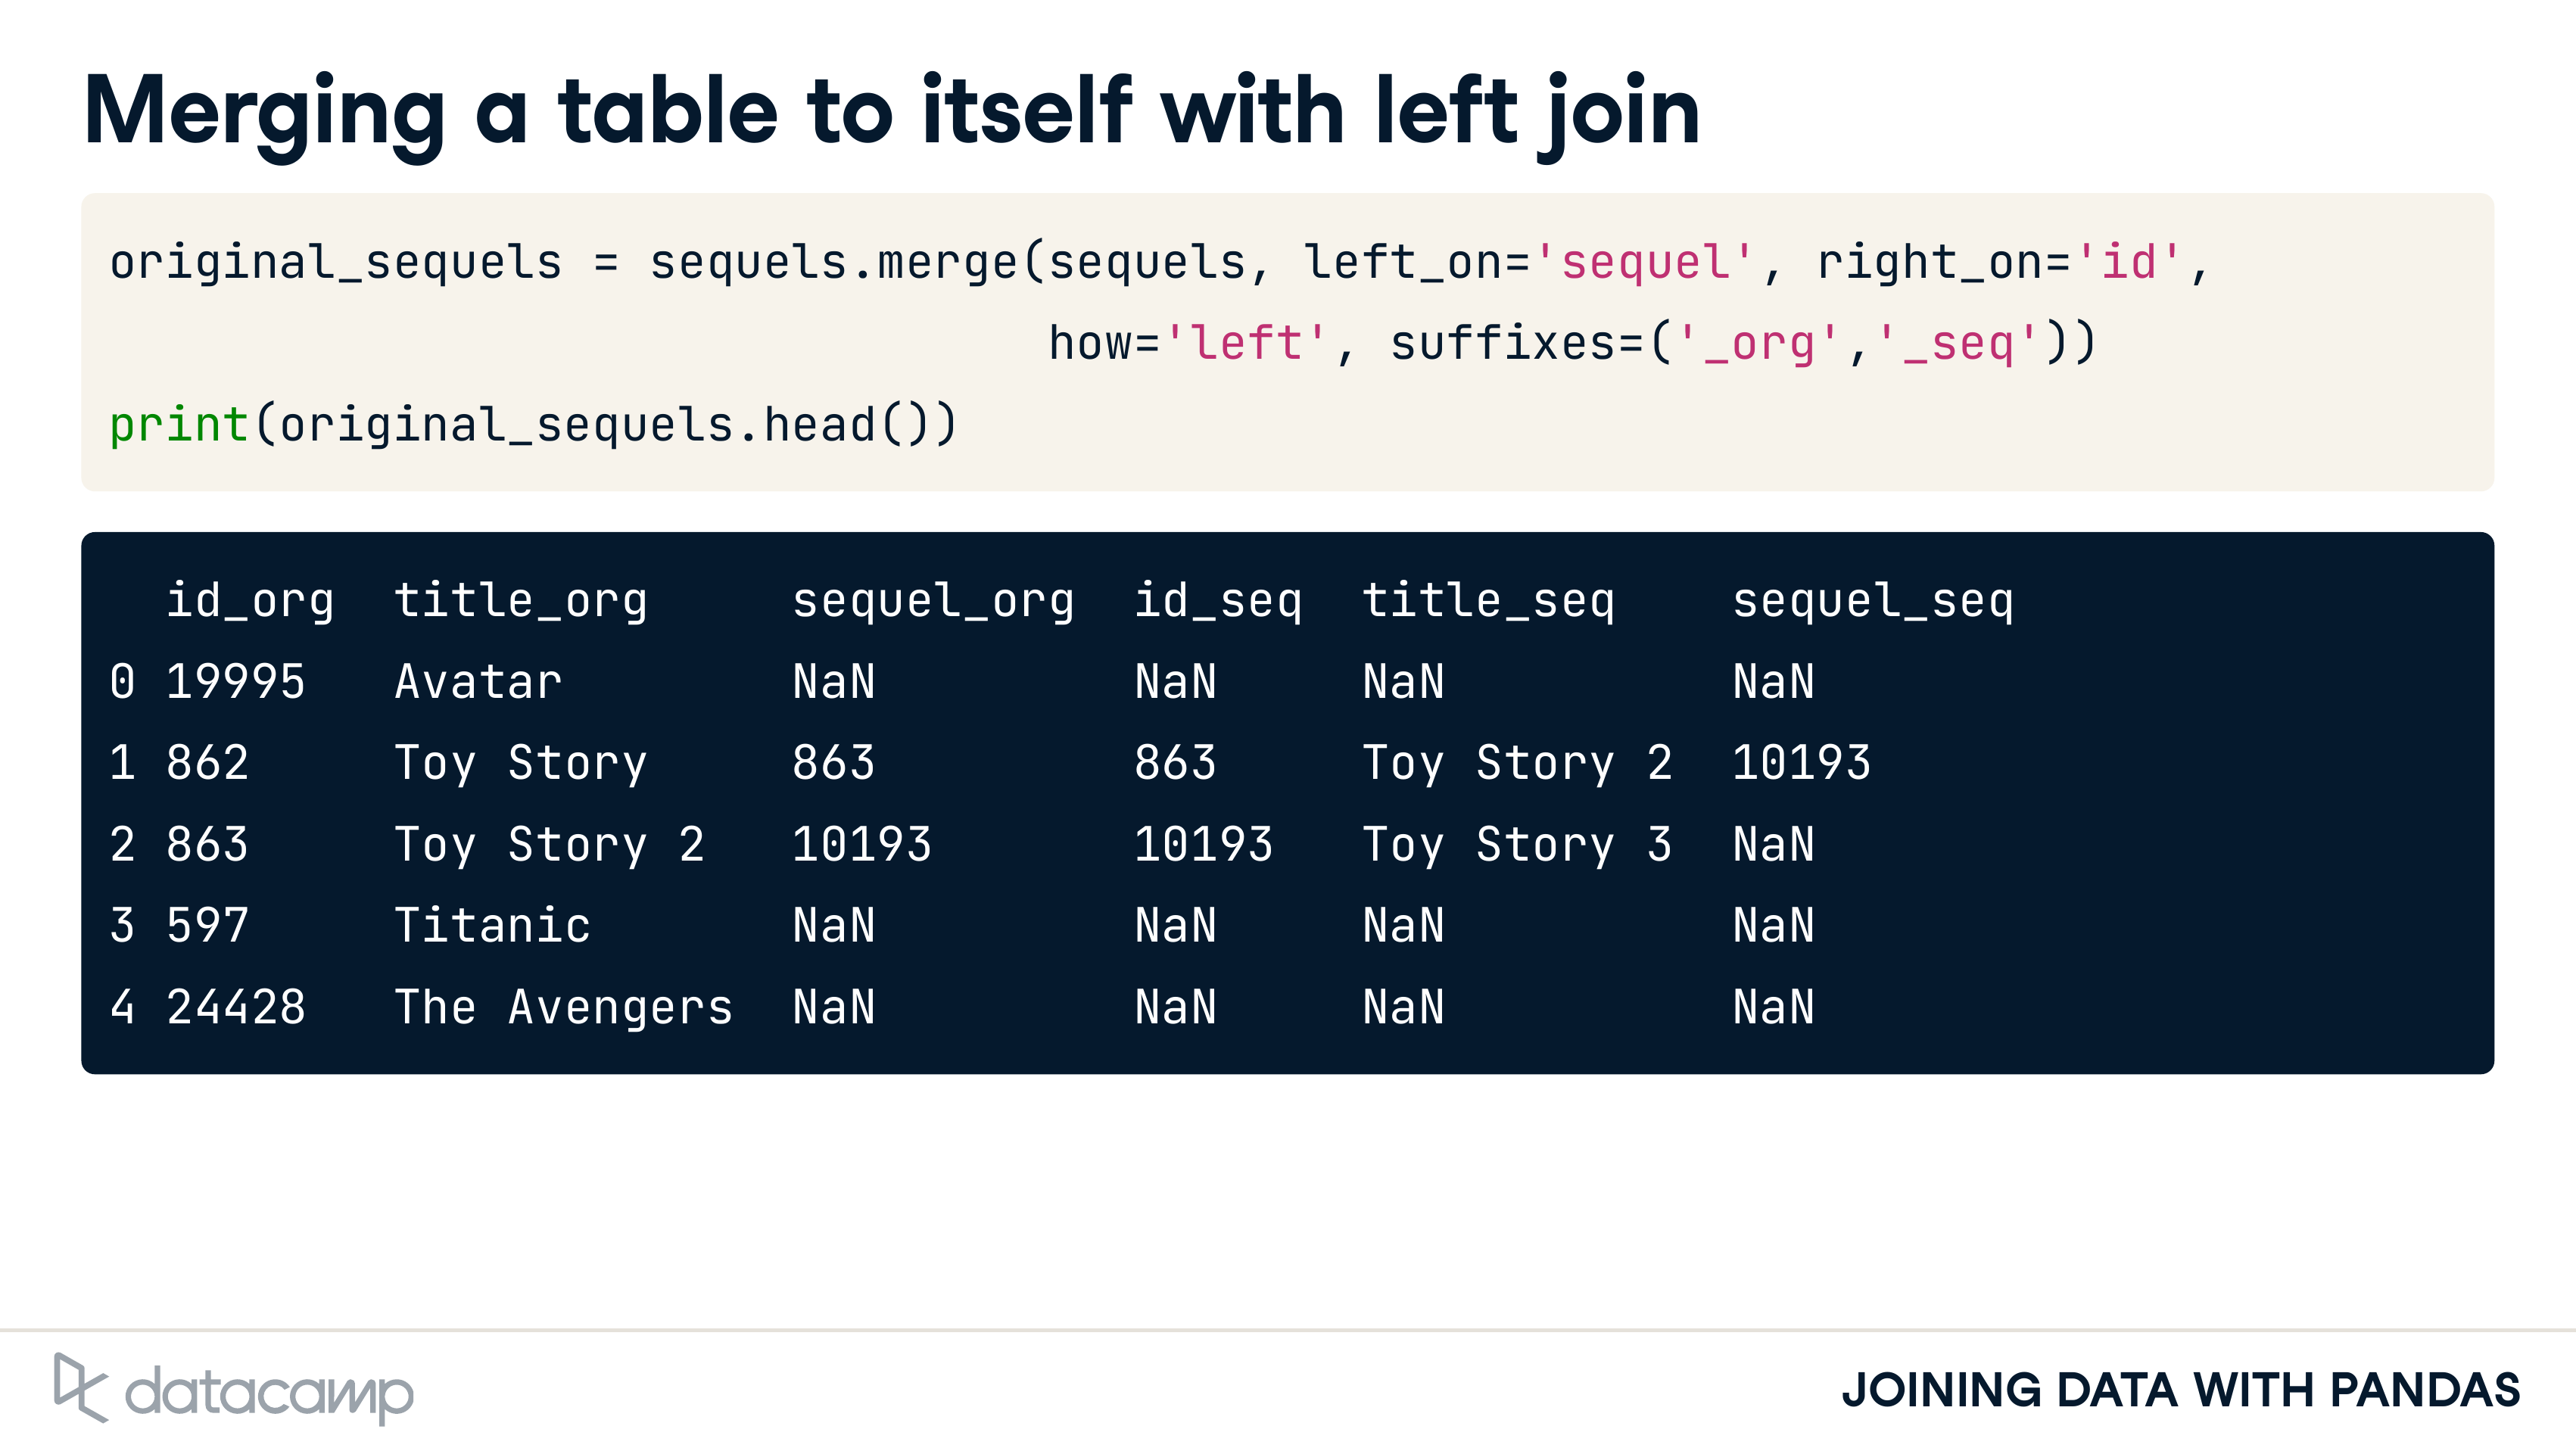 Merging a table to itself with left join
original_sequels = sequels.merge(sequels, left_on='sequel', right_on='id',
                                 how='left', suffixes=('_org','_seq'))
print(original_sequels.head())
  id_org  title_org     sequel_org  id_seq  title_seq    sequel_seq
0 19995   Avatar        NaN         NaN     NaN          NaN
1 862     Toy Story     863         863     Toy Story 2  10193
2 863     Toy Story 2   10193       10193   Toy Story 3  NaN
3 597     Titanic       NaN         NaN     NaN          NaN
4 24428   The Avengers  NaN         NaN     NaN          NaN
datacamp
JOINING DATA WITH PANDAS